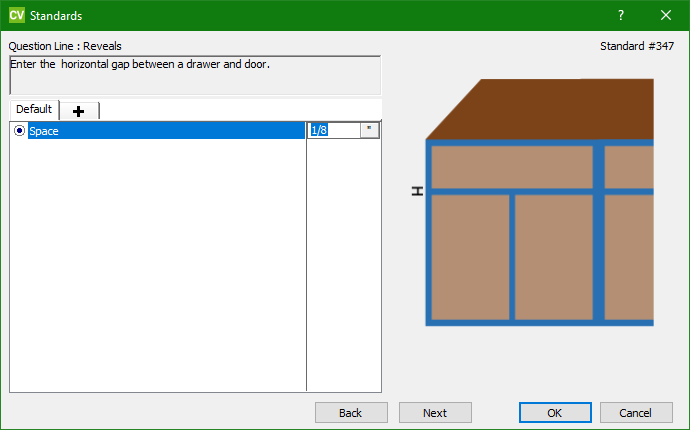 CV Standards ?
Question Line : Reveals Standard #347
Enter the  horizontal gap between a drawer and door.
Default
Space 1/8 "
H
Back Next OK Cancel